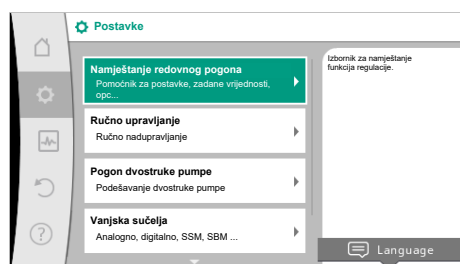 Postavke
Namještanje redovnog pogona
Pomoćnik za postavke, zadane vrijednosti,
opc...
Ručno upravljanje
Ručno nadupravljanje
Pogon dvostruke pumpe
Podešavanje dvostruke pumpe
Vanjska sučelja
Analogno, digitalno, SSM, SBM ...
Izbornik za namještanje
funkcija regulacije.
Language